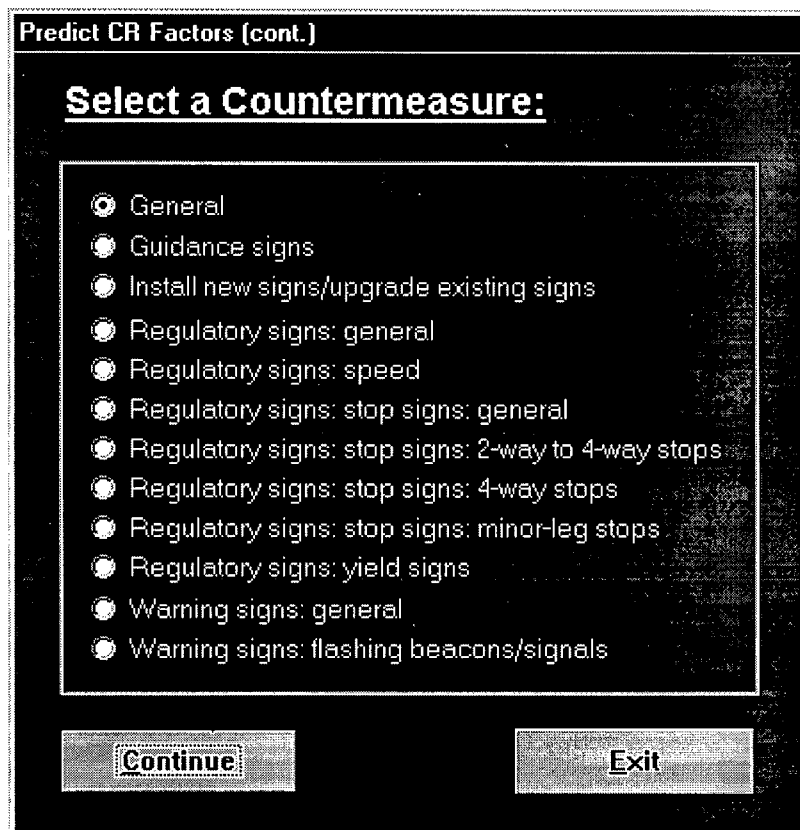 Predict CR Factors (cont.)
Select a Countermeasure:
General
Guidance signs
Install new signs/upgrade existing signs
Regulatory signs: general
Regulatory signs: speed
Regulatory signs: stop signs: general
Regulatory signs: stop signs: 2-way to 4-way stops
Regulatory signs: stop signs: 4-way stops
Regulatory signs: stop signs: minor-leg stops
Regulatory signs: yield signs
Warning signs: general
Warning signs: flashing beacons/signals
Continue
Exit